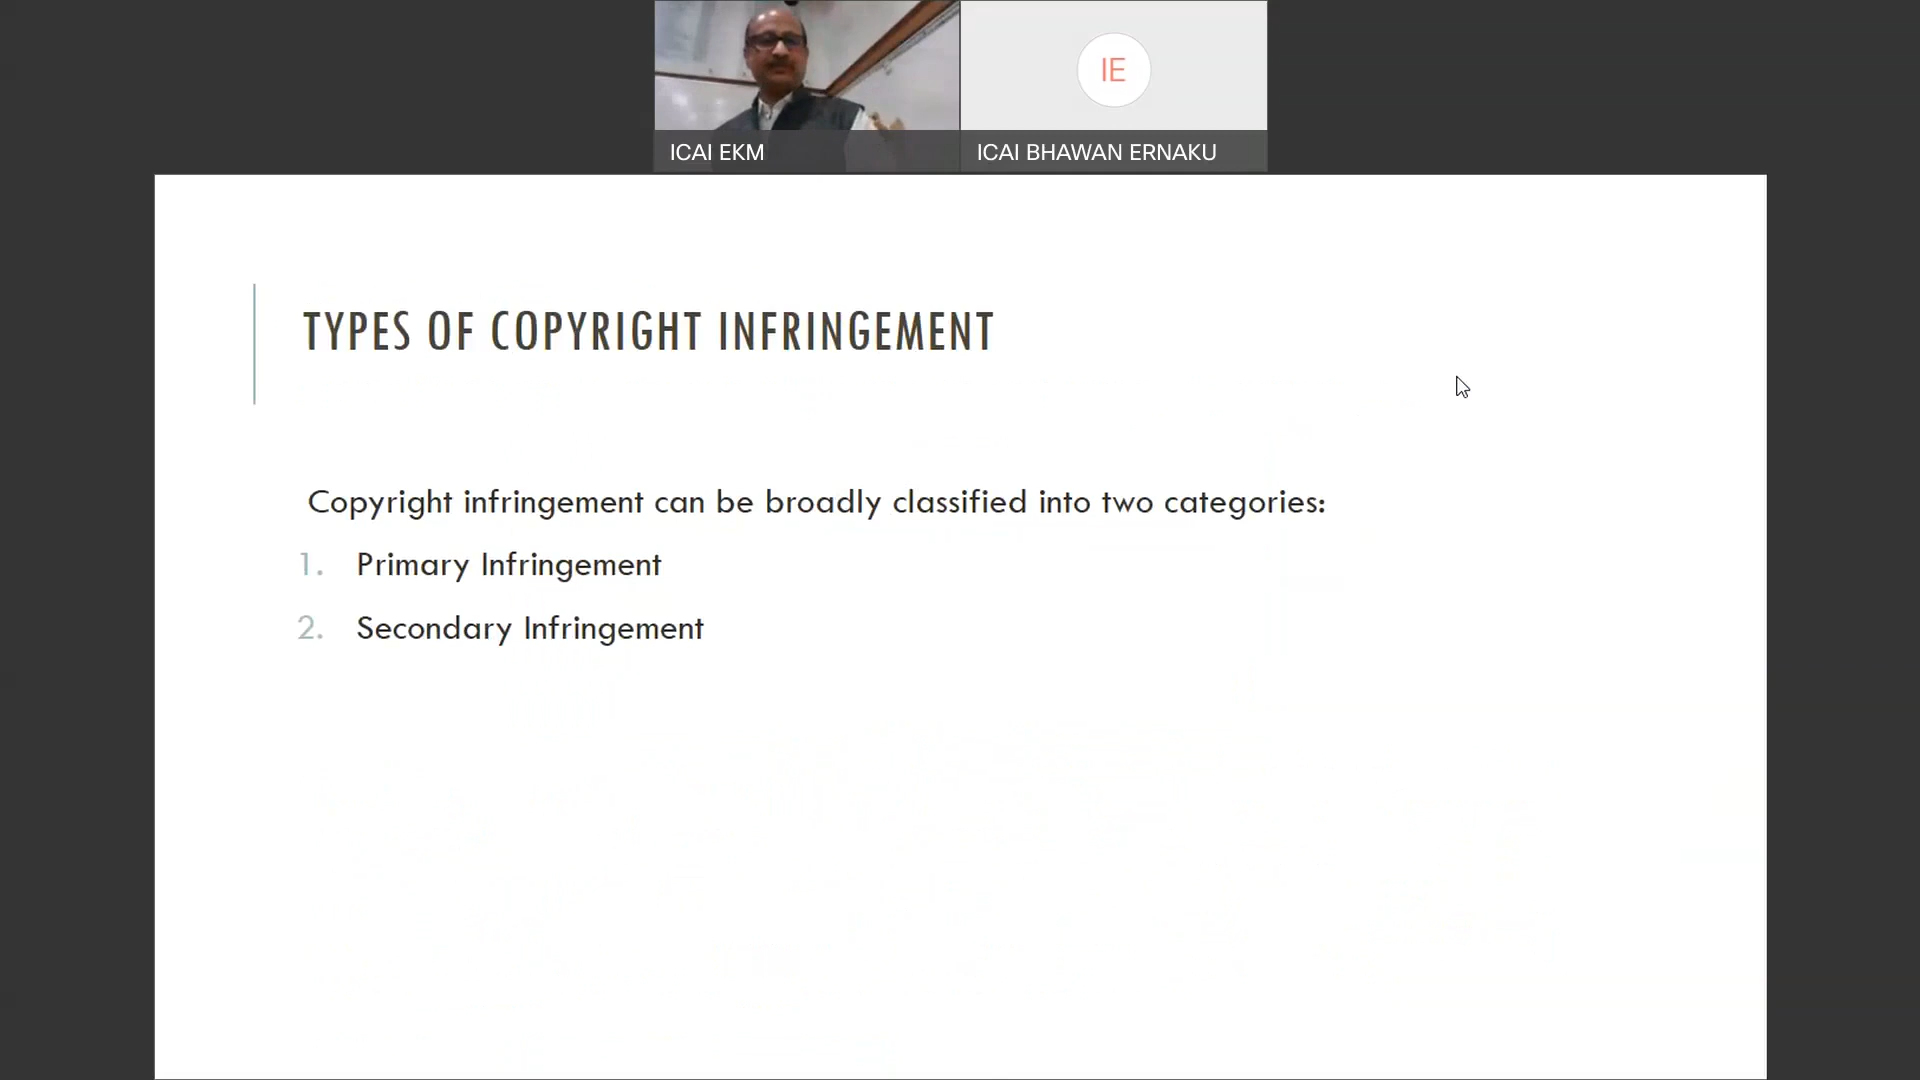 IE
ICAI EKM
ICAI BHAWAN ERNAKU
TYPES OF COPYRIGHT INFRINGEMENT
Copyright infringement can be broadly classified into two categories:
1. Primary Infringement
2. Secondary Infringement